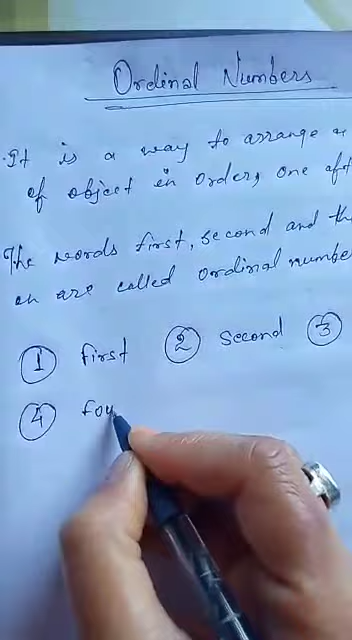 Ordinal Numbers
It is a way to arrange a
of object in order, one aft
The words first, second and th
on are called ordinal numbe
1 first 2 second 3
4 fou